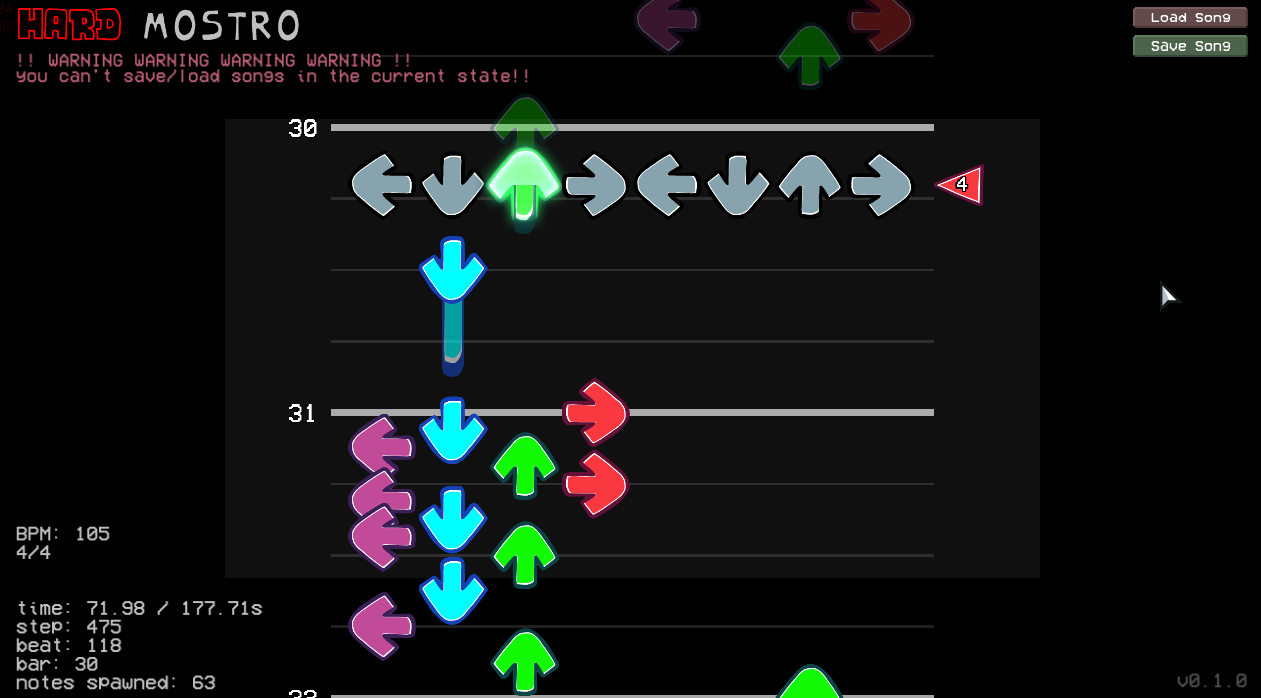 HARD MOSTRO
Load Song
Save Song
!! WARNING WARNING WARNING WARNING !!
you can't save/load songs in the current state!!
30
4
31
BPM: 105
4/4
time: 71.98 / 177.71s
step: 475
beat: 118
bar: 30
notes spawned: 63
v0.1.0